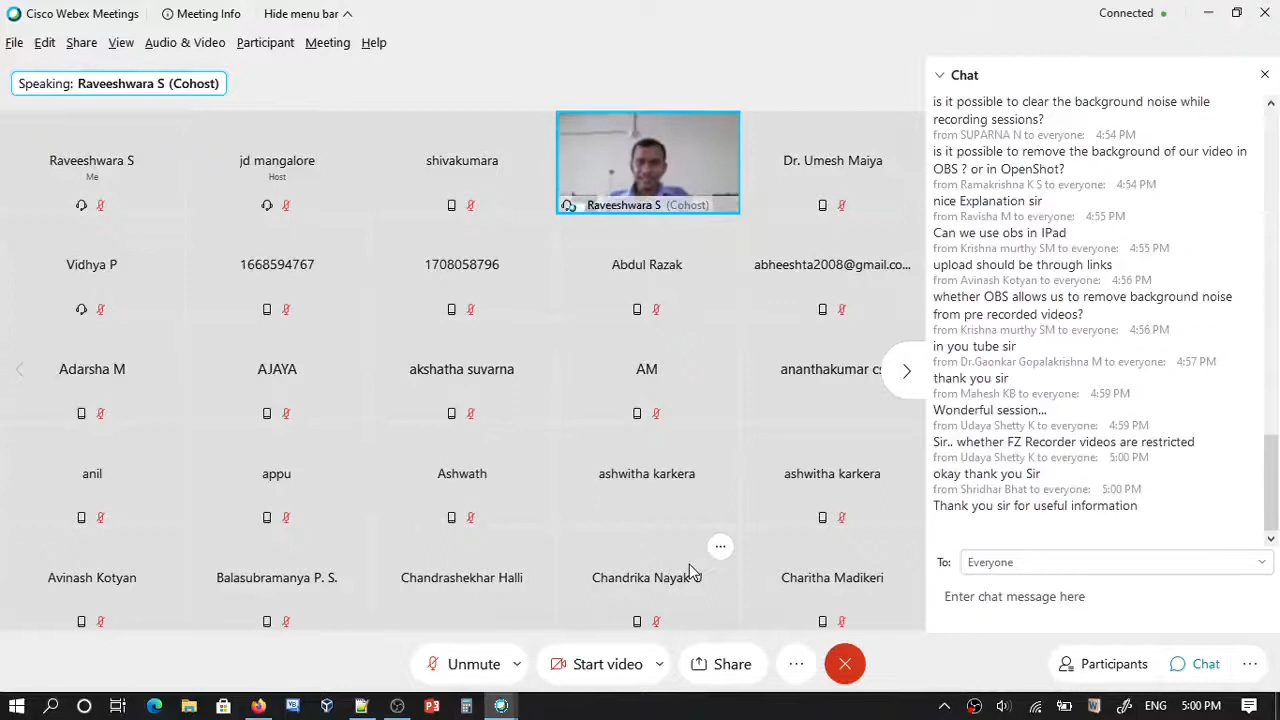 Cisco Webex Meetings
Meeting Info
Hide menu bar
Connected
File Edit Share View Audio & Video Participant Meeting Help
Speaking: Raveeshwara S (Cohost)
Raveeshwara S
Me
jd mangalore
Host
shivakumara
Raveeshwara S (Cohost)
Dr. Umesh Maiya
Vidhya P
1668594767
1708058796
Abdul Razak
abheeshta2008@gmail.co...
Adarsha M
AJAYA
akshatha suvarna
AM
ananthakumar
anil
appu
Ashwath
ashwitha karkera
ashwitha karkera
Avinash Kotyan
Balasubramanya P. S.
Chandrashekhar Halli
Chandrika Nayak
Charitha Madikeri
Unmute
Start video
Share
Chat
is it possible to clear the background noise while
recording sessions?
from SUPARNA N to everyone: 4:54 PM
is it possible to remove the background of our video in
OBS ? or in OpenShot?
from Ramakrishna K S to everyone: 4:54 PM
nice Explanation sir
from Ravisha M to everyone: 4:55 PM
Can we use obs in IPad
from Krishna murthy SM to everyone: 4:55 PM
upload should be through links
from Avinash Kotyan to everyone: 4:56 PM
whether OBS allows us to remove background noise
from pre recorded videos?
from Krishna murthy SM to everyone: 4:56 PM
in you tube sir
from Dr.Gaonkar Gopalakrishna M to everyone: 4:57 PM
thank you sir
from Mahesh KB to everyone: 4:59 PM
Wonderful session...
from Udaya Shetty K to everyone: 4:59 PM
Sir.. whether FZ Recorder videos are restricted
from Udaya Shetty K to everyone: 5:00 PM
okay thank you Sir
from Shridhar Bhat to everyone: 5:00 PM
Thank you sir for useful information
To: Everyone
Enter chat message here
Participants
Chat
ENG 5:00 PM